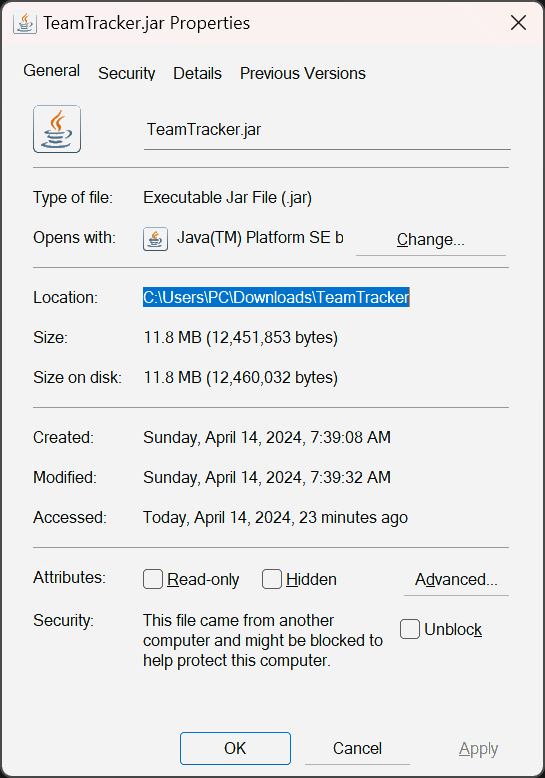 TeamTracker.jar Properties
General Security Details Previous Versions
TeamTracker.jar
Type of file: Executable Jar File (.jar)
Opens with: Java(TM) Platform SE b Change...
Location: C:\Users\PC\Downloads\TeamTracker
Size: 11.8 MB (12,451,853 bytes)
Size on disk: 11.8 MB (12,460,032 bytes)
Created: Sunday, April 14, 2024, 7:39:08 AM
Modified: Sunday, April 14, 2024, 7:39:32 AM
Accessed: Today, April 14, 2024, 23 minutes ago
Attributes: Read-only Hidden Advanced...
Security: This file came from another
computer and might be blocked to
help protect this computer.
Unblock
OK Cancel Apply